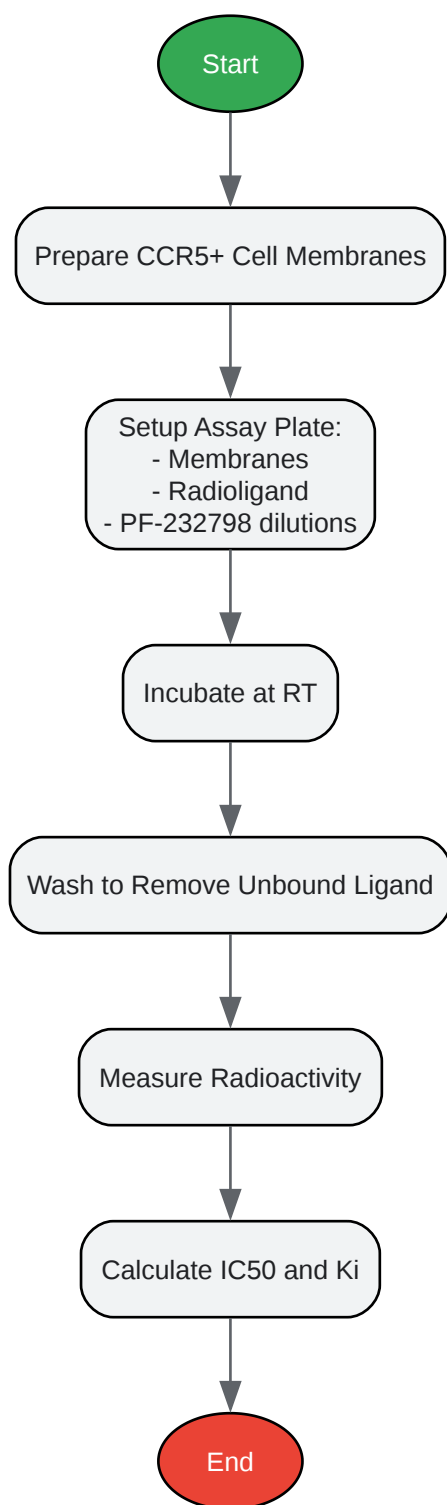 Start
Prepare CCR5+ Cell Membranes
Setup Assay Plate:
- Membranes
- Radioligand
- PF-232798 dilutions
Incubate at RT
Wash to Remove Unbound Ligand
Measure Radioactivity
Calculate IC50 and Ki
End